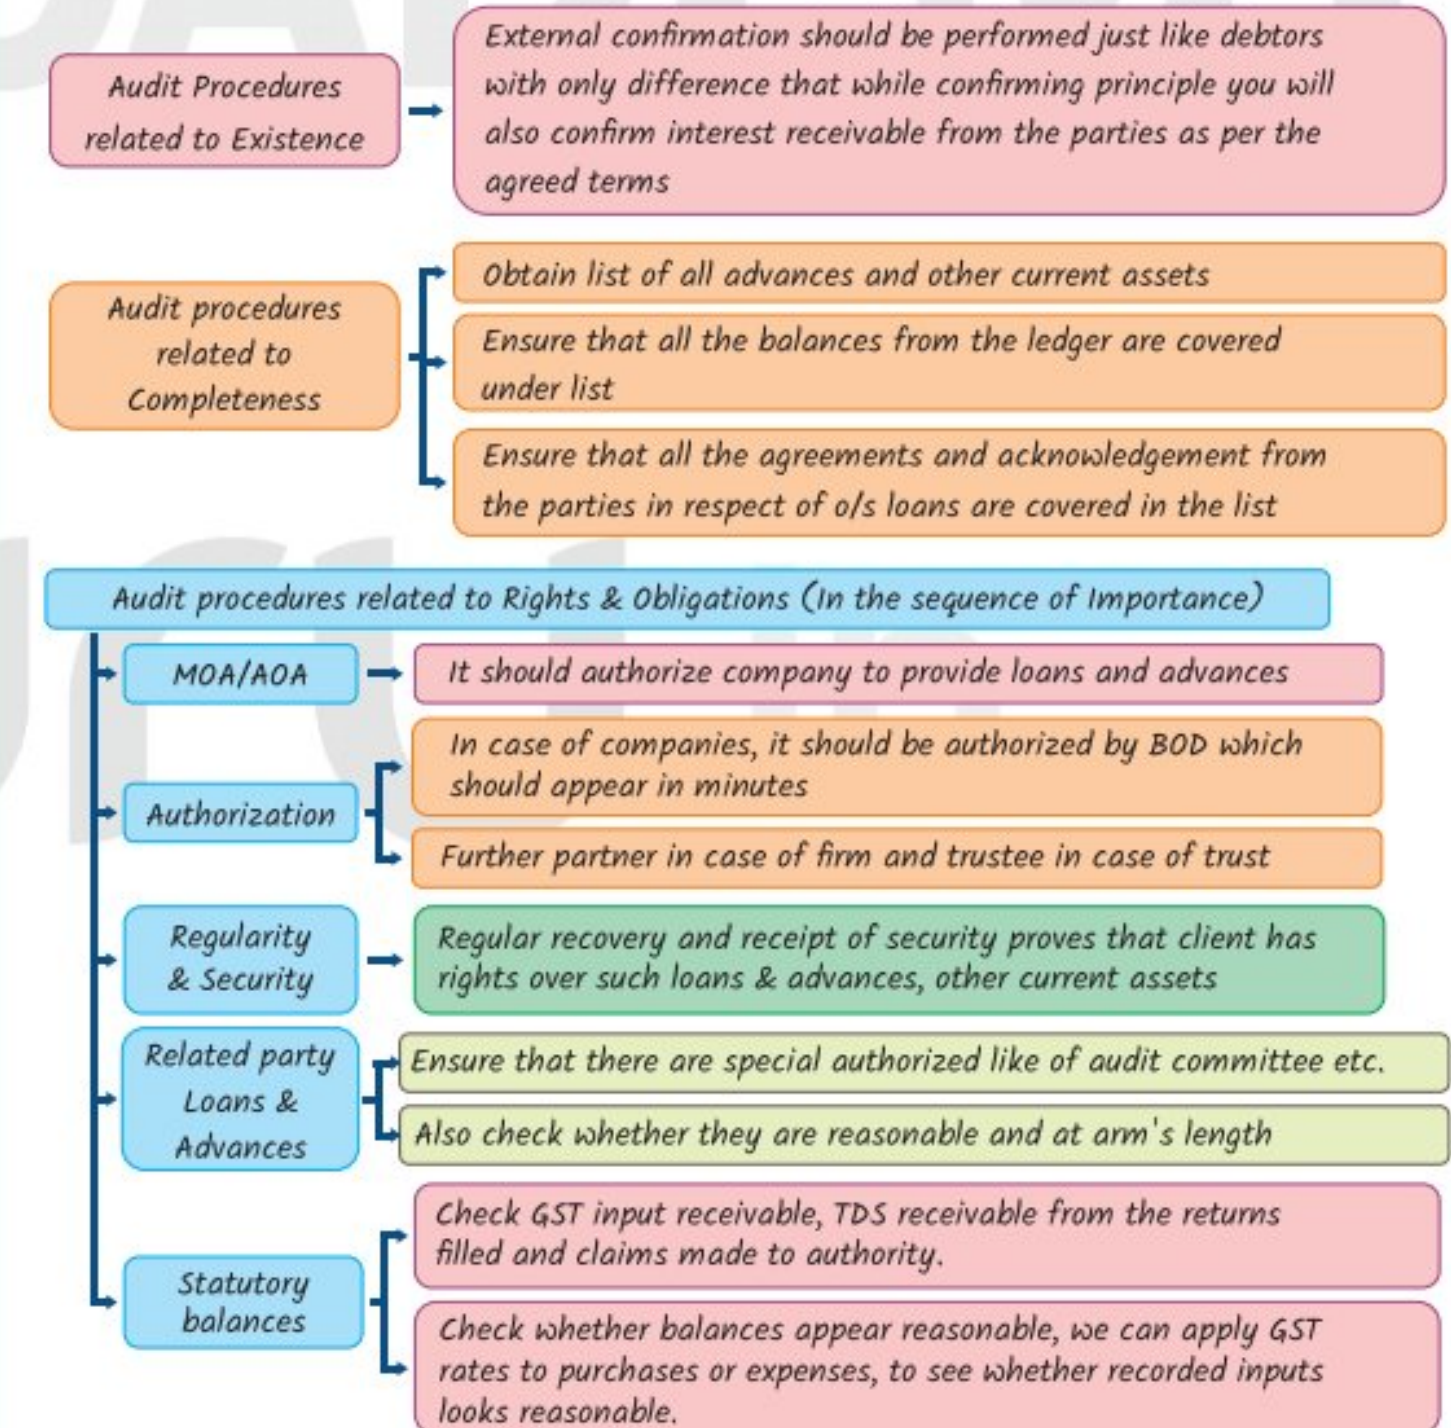 Audit Procedures
related to Existence
External confirmation should be performed just like debtors
with only difference that while confirming principle you will
also confirm interest receivable from the parties as per the
agreed terms
Audit procedures
related to
Completeness
Obtain list of all advances and other current assets
Ensure that all the balances from the ledger are covered
under list
Ensure that all the agreements and acknowledgement from
the parties in respect of o/s loans are covered in the list
Audit procedures related to Rights & Obligations (In the sequence of Importance)
MOA/AOA
It should authorize company to provide loans and advances
Authorization
In case of companies, it should be authorized by BOD which
should appear in minutes
Further partner in case of firm and trustee in case of trust
Regularity
& Security
Regular recovery and receipt of security proves that client has
rights over such loans & advances, other current assets
Related party
Loans &
Advances
Ensure that there are special authorized like of audit committee etc.
Also check whether they are reasonable and at arm's length
Statutory
balances
Check GST input receivable, TDS receivable from the returns
filled and claims made to authority.
Check whether balances appear reasonable, we can apply GST
rates to purchases or expenses, to see whether recorded inputs
looks reasonable.